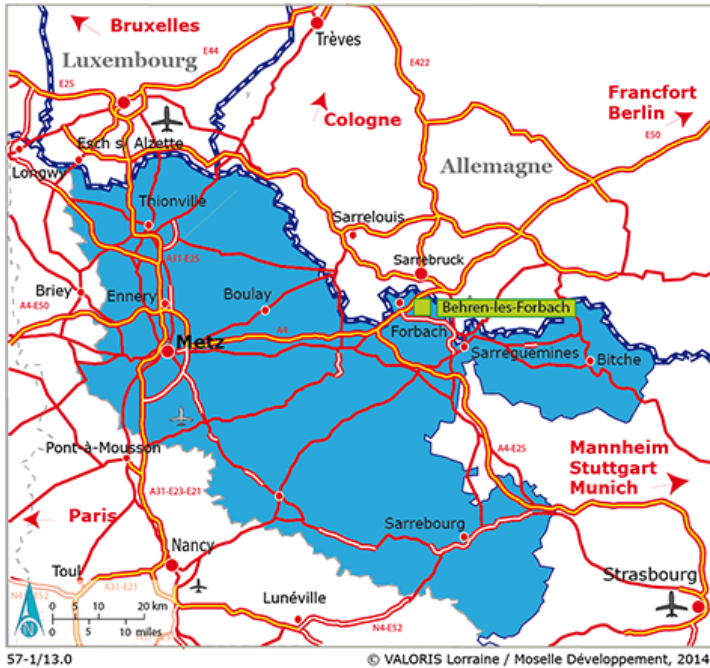 Bruxelles
Trèves
Luxembourg
E44
E422
E25
Francfort
Berlin
E50
Cologne
Esch s/ Alzette
Longwy
Allemagne
Thionville
Sarrelouis
A31-E25
Sarrebruck
Briey
Ennery
Boulay
A4-E50
Behren-les-Forbach
Forbach
A4
Metz
Sarreguemines
Bitche
Pont-à-Mousson
A4-E25
Mannheim
Stuttgart
Munich
A31-E23-E21
Paris
Sarrebourg
Nancy
Toul
A31-E21
Strasbourg
Lunéville
N4-E52
0 5 10 20 km
0 5 10 miles
N4-E52
N
57-1/13.0
© VALORIS Lorraine / Moselle Développement, 2014